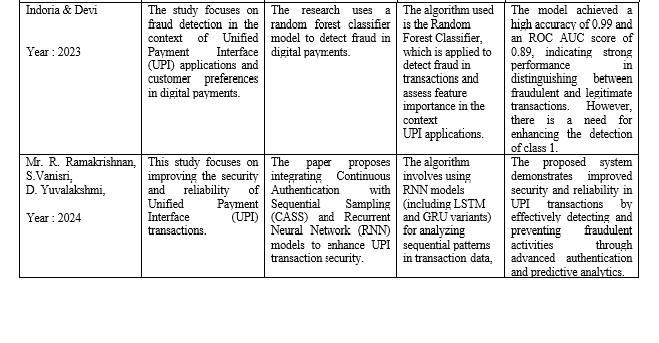 Indoria & Devi
Year : 2023
The study focuses on
fraud detection in the
context of Unified
Payment Interface
(UPI) applications and
customer preferences
in digital payments.
The research uses a
random forest classifier
model to detect fraud in
digital payments.
The algorithm used
is the Random
Forest Classifier,
which is applied to
detect fraud in
transactions and
assess feature
importance in the
context
UPI applications.
The model achieved a
high accuracy of 0.99 and
an ROC AUC score of
0.89, indicating strong
performance in
distinguishing between
fraudulent and legitimate
transactions. However,
there is a need for
enhancing the detection
of class 1.
Mr. R. Ramakrishnan,
S.Vanisri,
D. Yuvalakshmi,
Year : 2024
This study focuses on
improving the security
and reliability of
Unified Payment
Interface (UPI)
transactions.
The paper proposes
integrating Continuous
Authentication with
Sequential Sampling
(CASS) and Recurrent
Neural Network (RNN)
models to enhance UPI
transaction security.
The algorithm
involves using
RNN models
(including LSTM
and GRU variants)
for analyzing
sequential patterns
in transaction data,
The proposed system
demonstrates improved
security and reliability in
UPI transactions by
effectively detecting and
preventing fraudulent
activities through
advanced authentication
and predictive analytics.